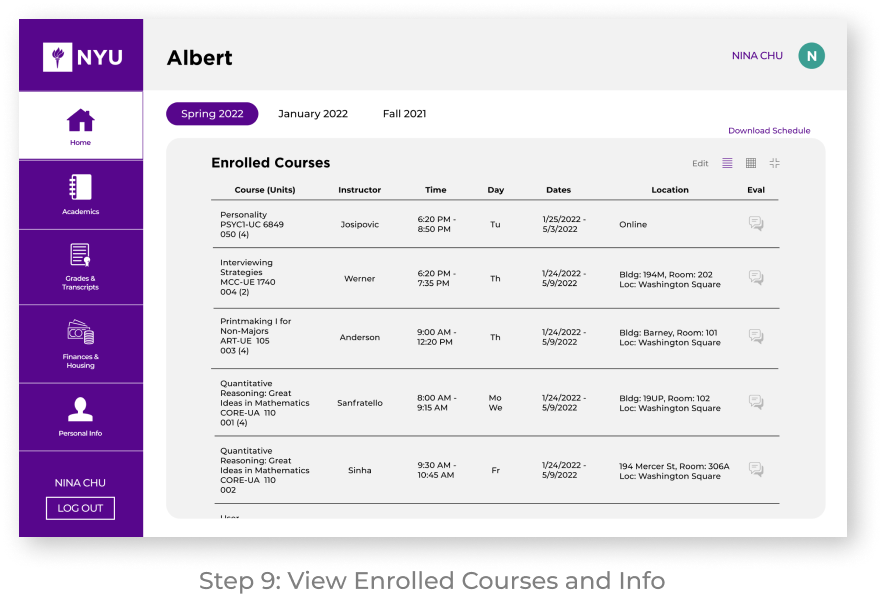 NYU
Albert
NINA CHU
N
Home
Academics
Grades &
Transcripts
Finances &
Housing
Personal Info
NINA CHU
LOG OUT
Spring 2022 January 2022 Fall 2021
Download Schedule
Enrolled Courses
Edit
Course (Units) Instructor Time Day Dates Location Eval
Personality
PSYC1-UC 6849
050 (4)
Josipovic
6:20 PM -
8:50 PM
Tu
1/25/2022 -
5/3/2022
Online
Interviewing
Strategies
MCC-UE 1740
004 (2)
Werner
6:20 PM -
7:35 PM
Th
1/24/2022 -
5/9/2022
Bldg: 194M, Room: 202
Loc: Washington Square
Printmaking I for
Non-Majors
ART-UE 105
003 (4)
Anderson
9:00 AM -
12:20 PM
Th
1/24/2022 -
5/9/2022
Bldg: Barney, Room: 101
Loc: Washington Square
Quantitative
Reasoning: Great
Ideas in Mathematics
CORE-UA 110
001 (4)
Sanfratello
8:00 AM -
9:15 AM
Mo
We
1/24/2022 -
5/9/2022
Bldg: 19UP, Room: 102
Loc: Washington Square
Quantitative
Reasoning: Great
Ideas in Mathematics
CORE-UA 110
002
Sinha
9:30 AM -
10:45 AM
Fr
1/24/2022 -
5/9/2022
194 Mercer St, Room: 306A
Loc: Washington Square
Step 9: View Enrolled Courses and Info